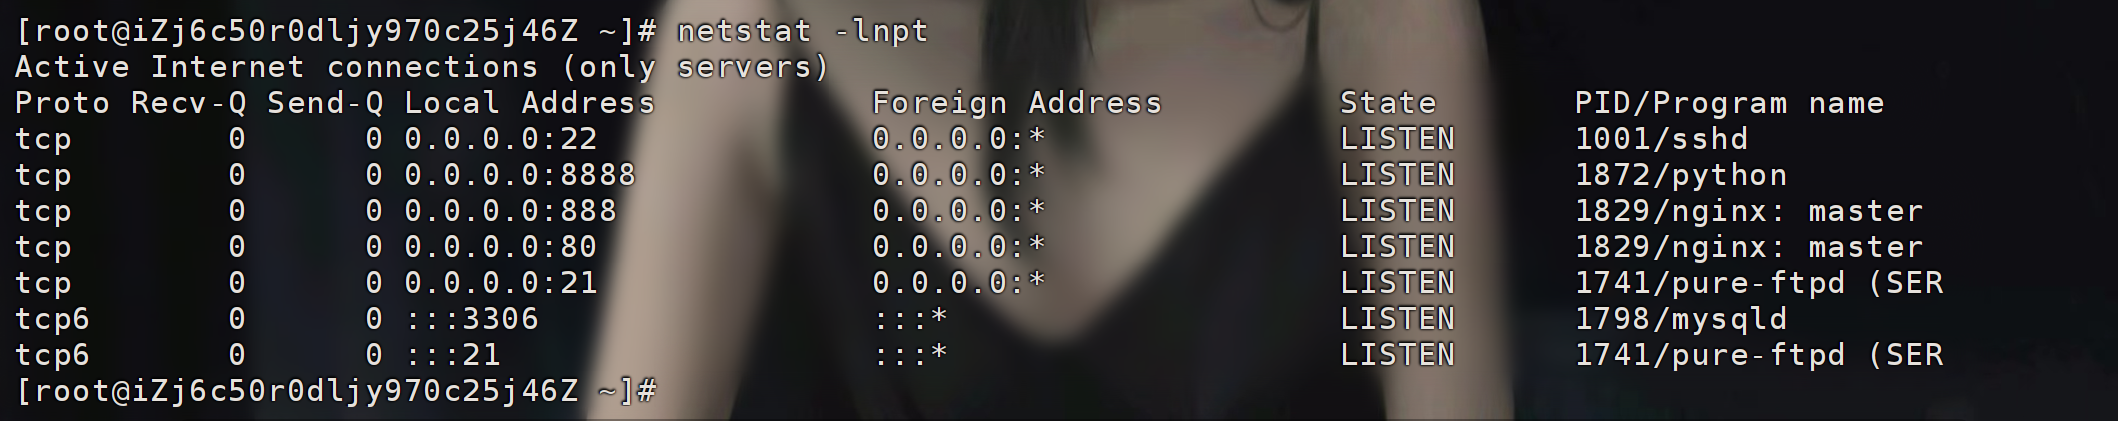 [root@iZj6c50r0dljy970c25j46Z ~]# netstat -lnpt
Active Internet connections (only servers)
Proto Recv-Q Send-Q Local Address           Foreign Address         State       PID/Program name
tcp        0      0 0.0.0.0:22              0.0.0.0:*               LISTEN      1001/sshd
tcp        0      0 0.0.0.0:8888            0.0.0.0:*               LISTEN      1872/python
tcp        0      0 0.0.0.0:888             0.0.0.0:*               LISTEN      1829/nginx: master
tcp        0      0 0.0.0.0:80              0.0.0.0:*               LISTEN      1829/nginx: master
tcp        0      0 0.0.0.0:21              0.0.0.0:*               LISTEN      1741/pure-ftpd (SER
tcp6       0      0 :::3306                 :::*                    LISTEN      1798/mysqld
tcp6       0      0 :::21                   :::*                    LISTEN      1741/pure-ftpd (SER
[root@iZj6c50r0dljy970c25j46Z ~]#